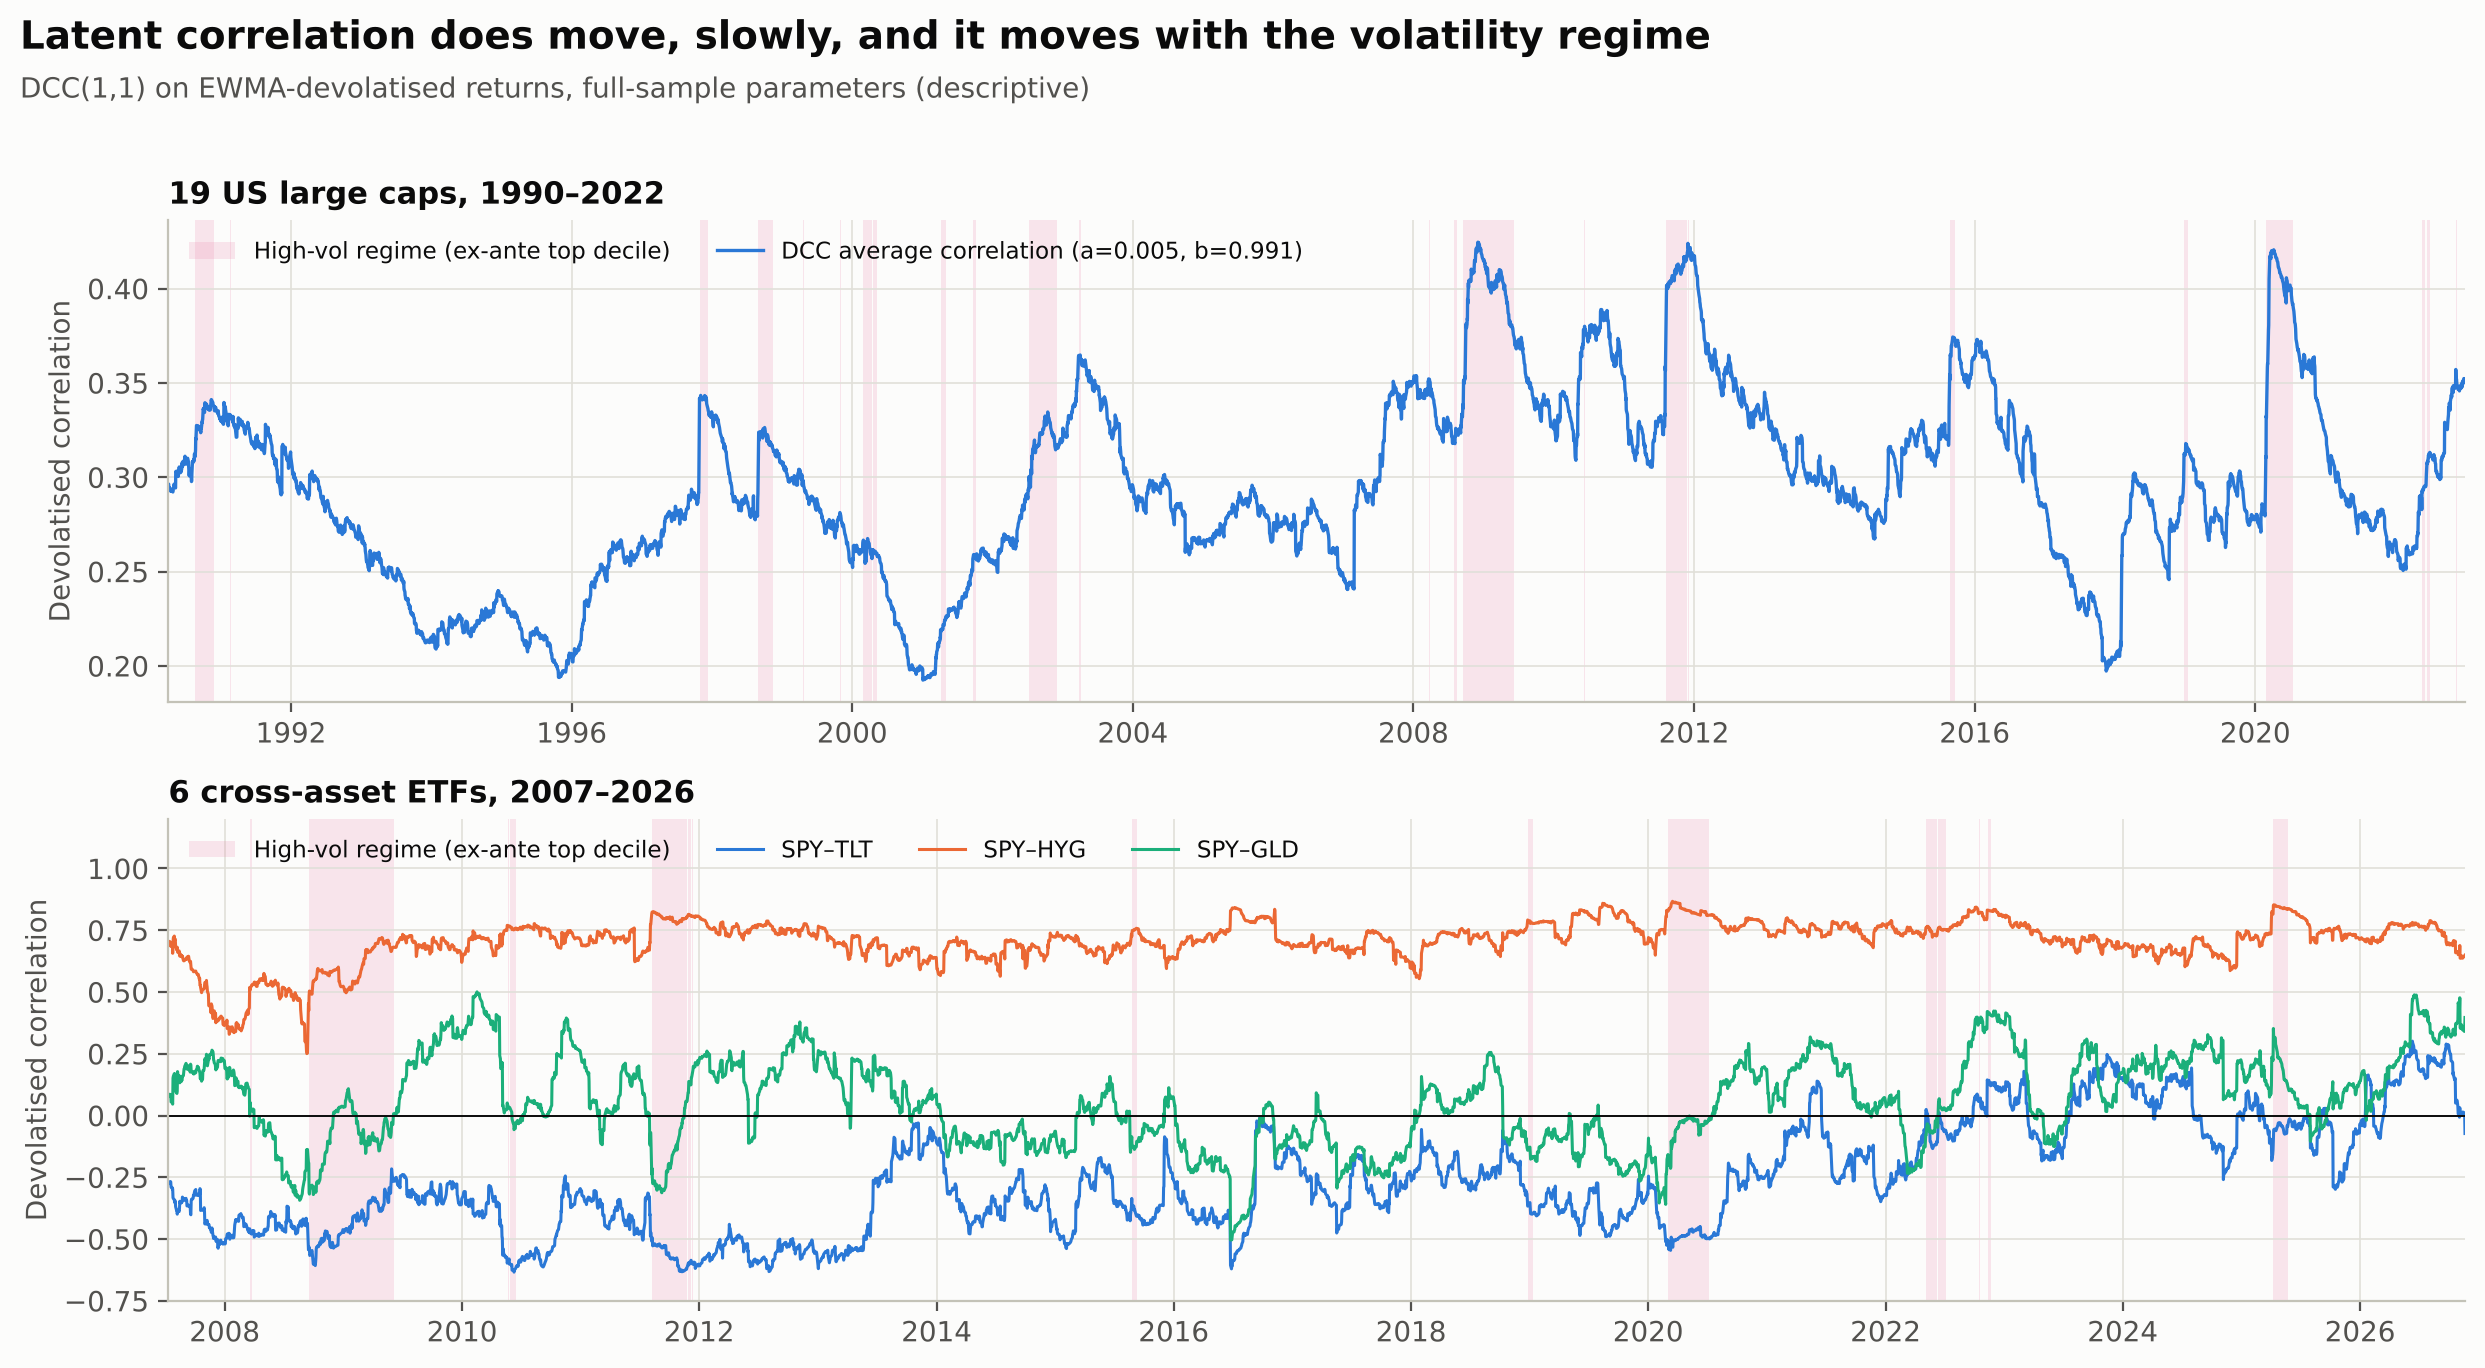 Latent correlation does move, slowly, and it moves with the volatility regime
DCC(1,1) on EWMA-devolatised returns, full-sample parameters (descriptive)
19 US large caps, 1990–2022
High-vol regime (ex-ante top decile)
DCC average correlation (a=0.005, b=0.991)
Devolatised correlation
0.40
0.35
0.30
0.25
0.20
1992 1996 2000 2004 2008 2012 2016 2020
6 cross-asset ETFs, 2007–2026
High-vol regime (ex-ante top decile)
SPY–TLT
SPY–HYG
SPY–GLD
Devolatised correlation
1.00
0.75
0.50
0.25
0.00
−0.25
−0.50
−0.75
2008 2010 2012 2014 2016 2018 2020 2022 2024 2026